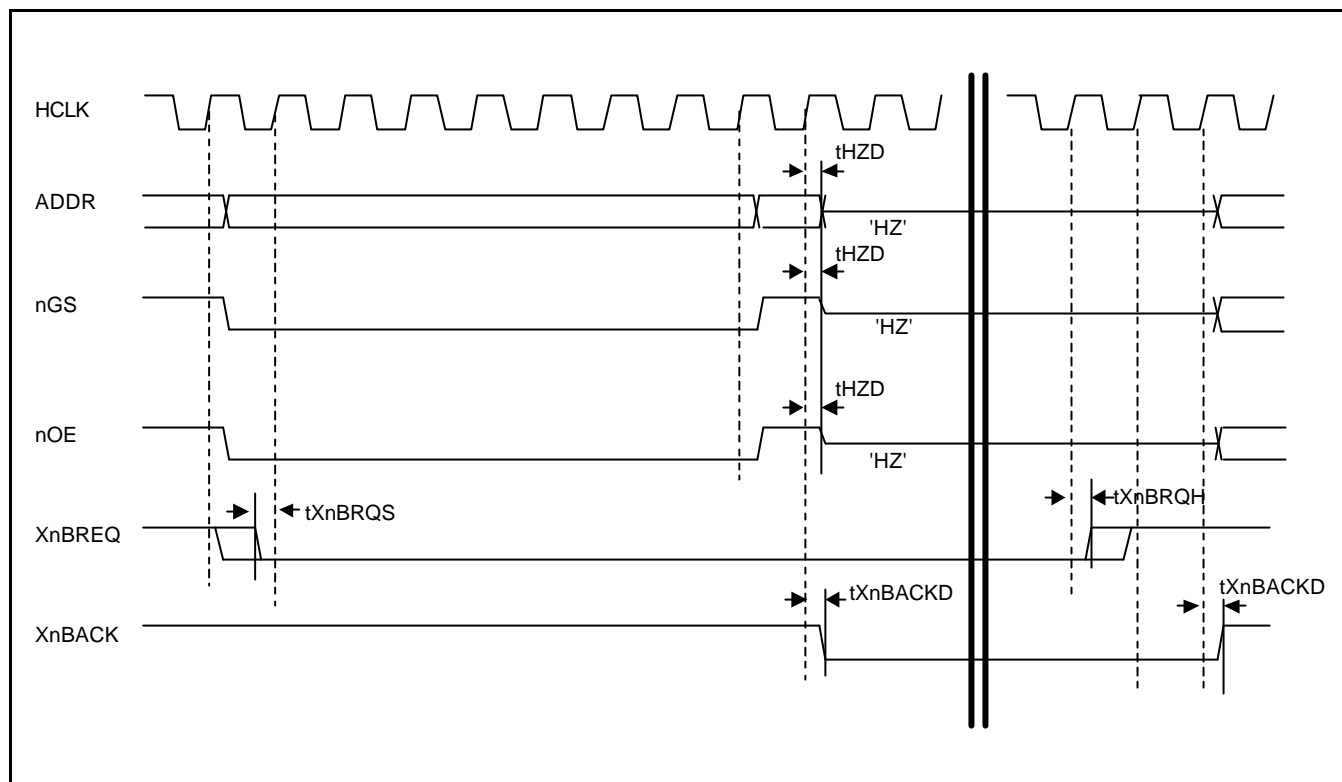 HCLK
tHZD
ADDR
'HZ'
tHZD
nGS
'HZ'
tHZD
nOE
'HZ'
tXnBRQS
tXnBRQH
XnBREQ
tXnBACKD
tXnBACKD
XnBACK